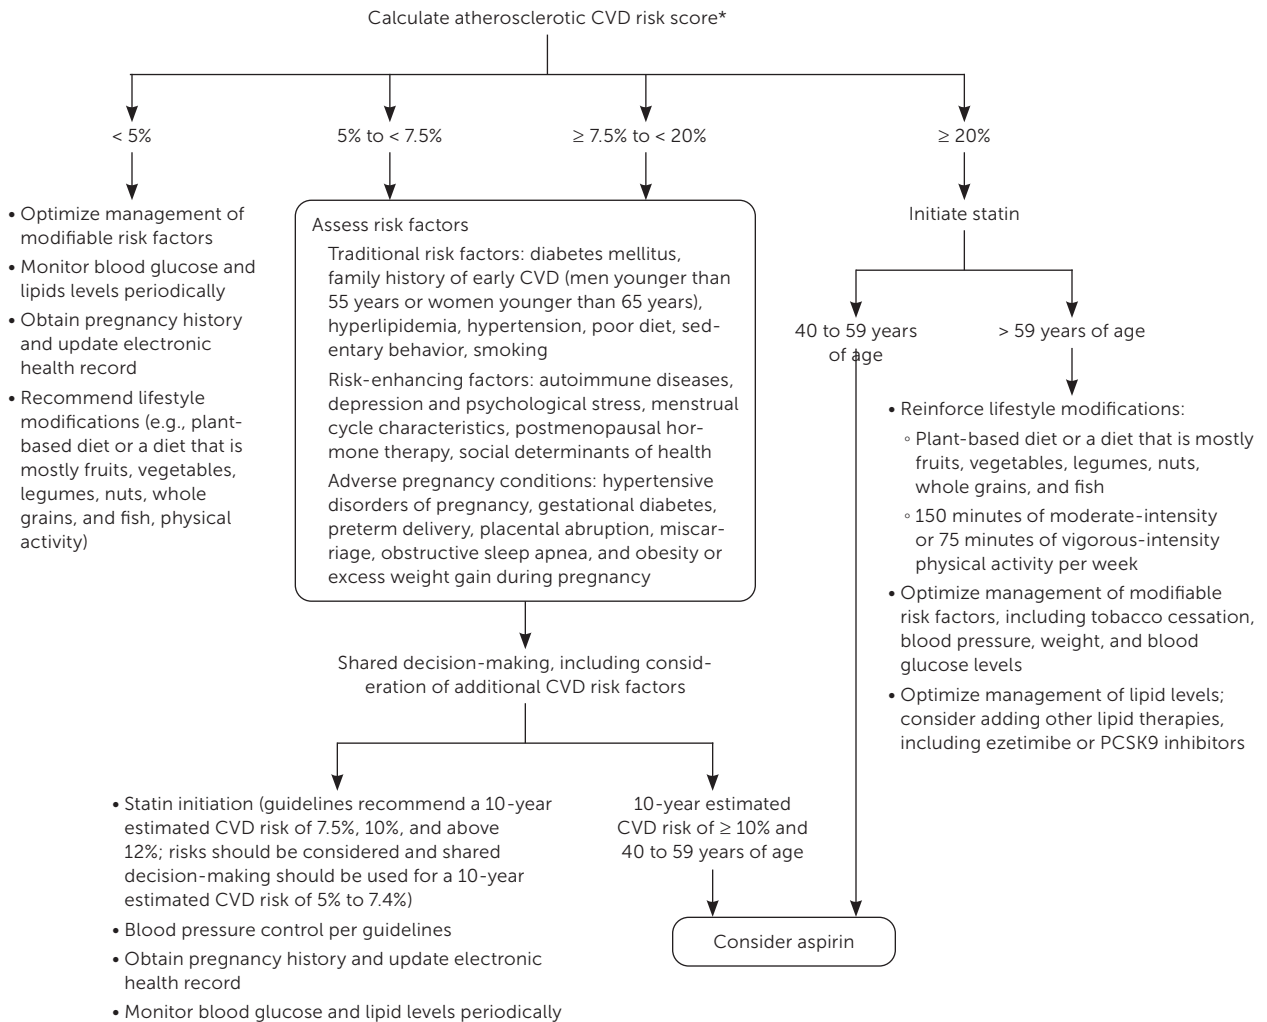 Calculate atherosclerotic CVD risk score*
< 5%
5% to < 7.5%
≥ 7.5% to < 20%
≥ 20%
• Optimize management of
modifiable risk factors
• Monitor blood glucose and
lipids levels periodically
• Obtain pregnancy history
and update electronic
health record
• Recommend lifestyle
modifications (e.g., plant-
based diet or a diet that is
mostly fruits, vegetables,
legumes, nuts, whole
grains, and fish, physical
activity)
Assess risk factors
Traditional risk factors: diabetes mellitus,
family history of early CVD (men younger than
55 years or women younger than 65 years),
hyperlipidemia, hypertension, poor diet, sed-
entary behavior, smoking
Risk-enhancing factors: autoimmune diseases,
depression and psychological stress, menstrual
cycle characteristics, postmenopausal hor-
mone therapy, social determinants of health
Adverse pregnancy conditions: hypertensive
disorders of pregnancy, gestational diabetes,
preterm delivery, placental abruption, miscar-
riage, obstructive sleep apnea, and obesity or
excess weight gain during pregnancy
Initiate statin
40 to 59 years
of age
> 59 years of age
• Reinforce lifestyle modifications:
◦ Plant-based diet or a diet that is mostly
fruits, vegetables, legumes, nuts,
whole grains, and fish
◦ 150 minutes of moderate-intensity
or 75 minutes of vigorous-intensity
physical activity per week
• Optimize management of modifiable
risk factors, including tobacco cessation,
blood pressure, weight, and blood
glucose levels
• Optimize management of lipid levels;
consider adding other lipid therapies,
including ezetimibe or PCSK9 inhibitors
Shared decision-making, including consid-
eration of additional CVD risk factors
• Statin initiation (guidelines recommend a 10-year
estimated CVD risk of 7.5%, 10%, and above
12%; risks should be considered and shared
decision-making should be used for a 10-year
estimated CVD risk of 5% to 7.4%)
• Blood pressure control per guidelines
• Obtain pregnancy history and update electronic
health record
• Monitor blood glucose and lipid levels periodically
10-year estimated
CVD risk of ≥ 10% and
40 to 59 years of age
Consider aspirin